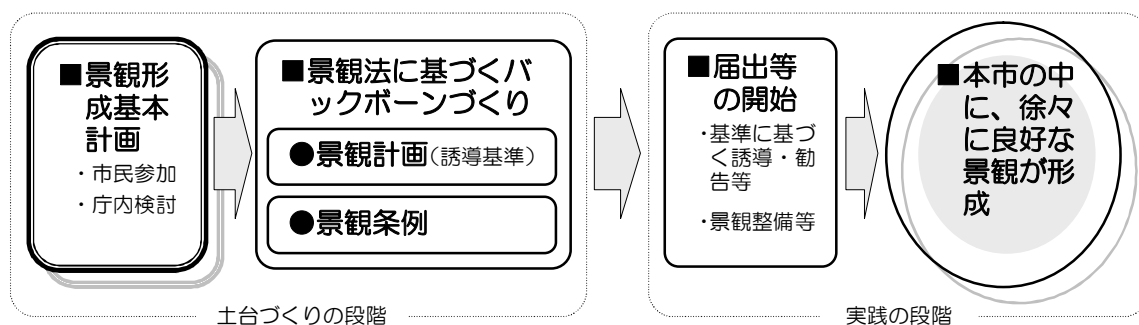 ■景観形
成基本
計画
・市民参加
・庁内検討
■景観法に基づくバ
ックボーンづくり
●景観計画(誘導基準)
●景観条例
土台づくりの段階
■届出等
の開始
・基準に基づ
く誘導・勧
告等
・景観整備等
■本市の中
に、徐々
に良好な
景観が形
成
実践の段階